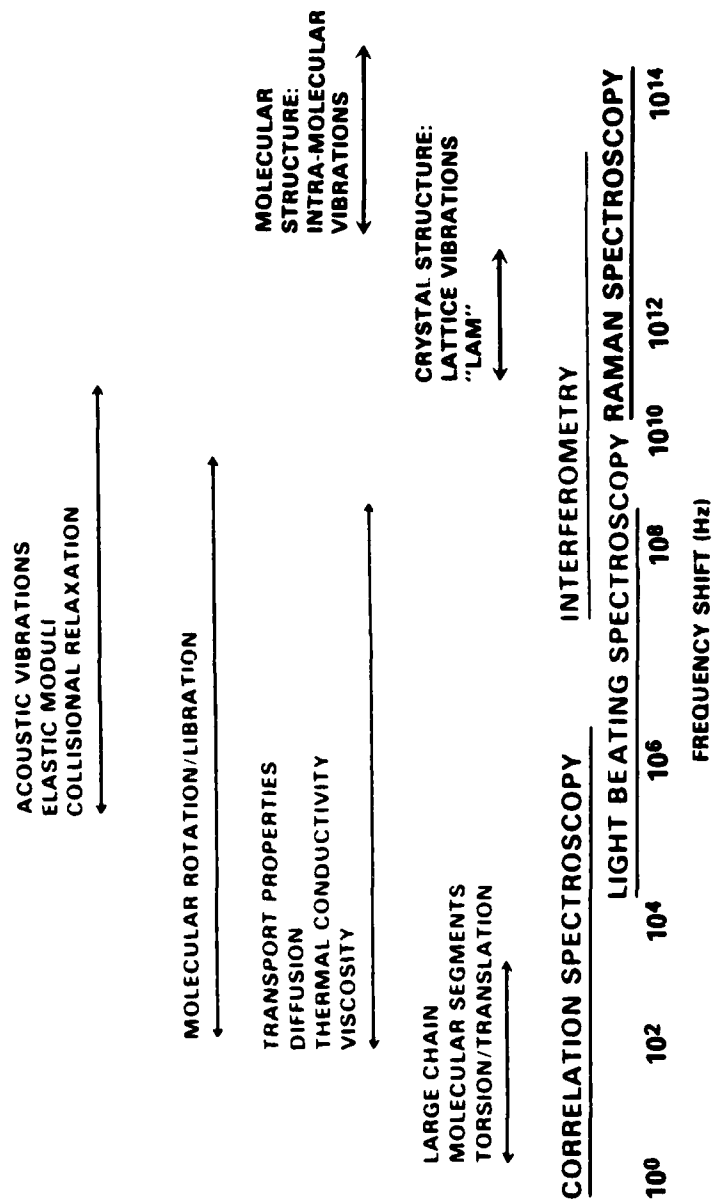 ACOUSTIC VIBRATIONS
ELASTIC MODULI
COLLISIONAL RELAXATION
MOLECULAR ROTATION/LIBRATION
TRANSPORT PROPERTIES
DIFFUSION
THERMAL CONDUCTIVITY
VISCOSITY
MOLECULAR
STRUCTURE:
INTRA-MOLECULAR
VIBRATIONS
LARGE CHAIN
MOLECULAR SEGMENTS
TORSION/TRANSLATION
CRYSTAL STRUCTURE:
LATTICE VIBRATIONS
"LAM"
CORRELATION SPECTROSCOPY
INTERFEROMETRY
LIGHT BEATING SPECTROSCOPY
RAMAN SPECTROSCOPY
10⁰ 10² 10⁴ 10⁶ 10⁸ 10¹⁰ 10¹² 10¹⁴
FREQUENCY SHIFT (Hz)